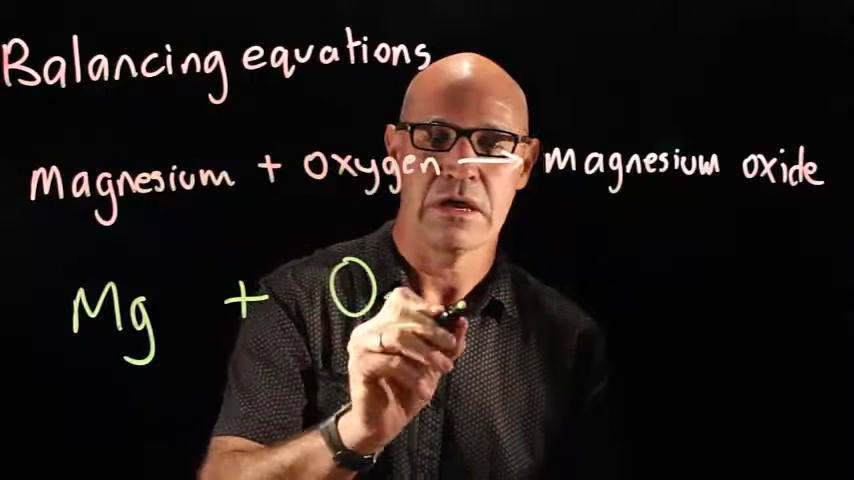 Balancing equations
Magnesium + Oxygen → Magnesium oxide
Mg + O